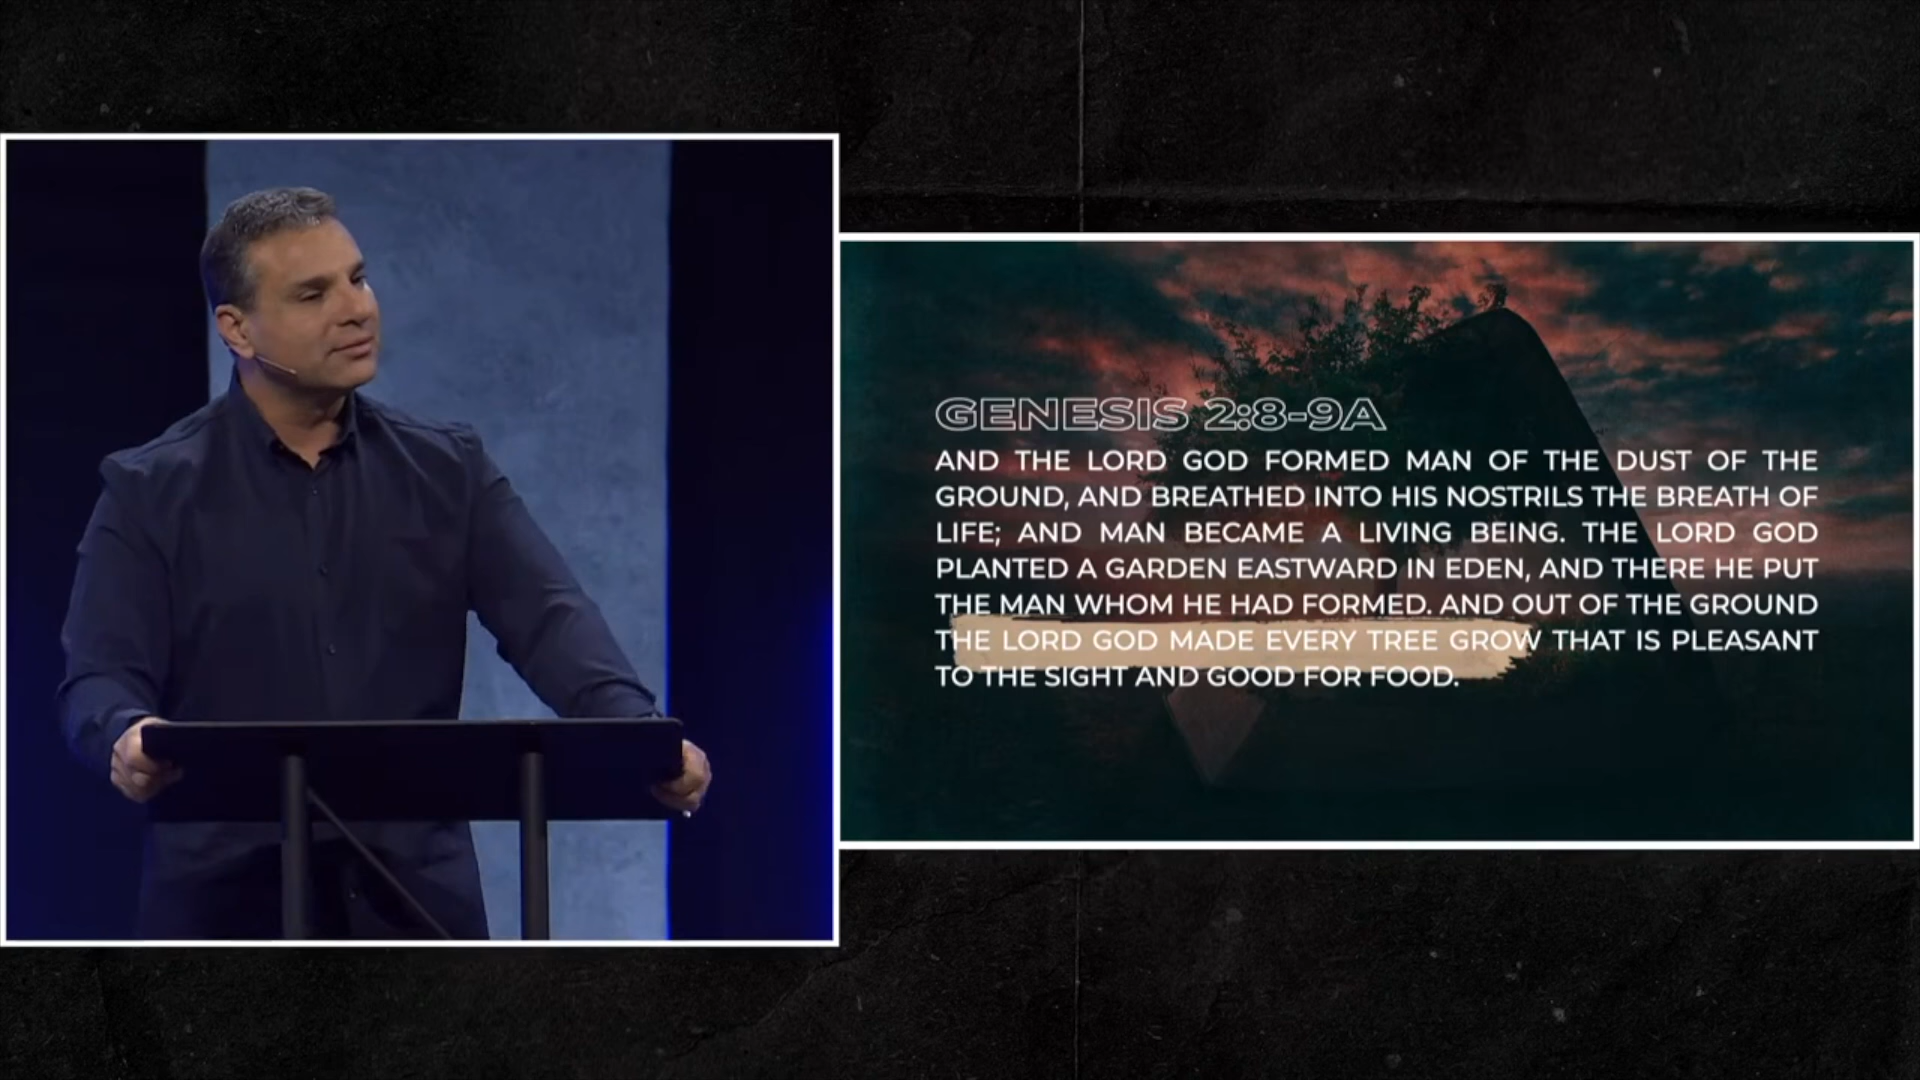 GENESIS 2:8-9A
AND THE LORD GOD FORMED MAN OF THE DUST OF THE
GROUND, AND BREATHED INTO HIS NOSTRILS THE BREATH OF
LIFE; AND MAN BECAME A LIVING BEING. THE LORD GOD
PLANTED A GARDEN EASTWARD IN EDEN, AND THERE HE PUT
THE MAN WHOM HE HAD FORMED. AND OUT OF THE GROUND
THE LORD GOD MADE EVERY TREE GROW THAT IS PLEASANT
TO THE SIGHT AND GOOD FOR FOOD.